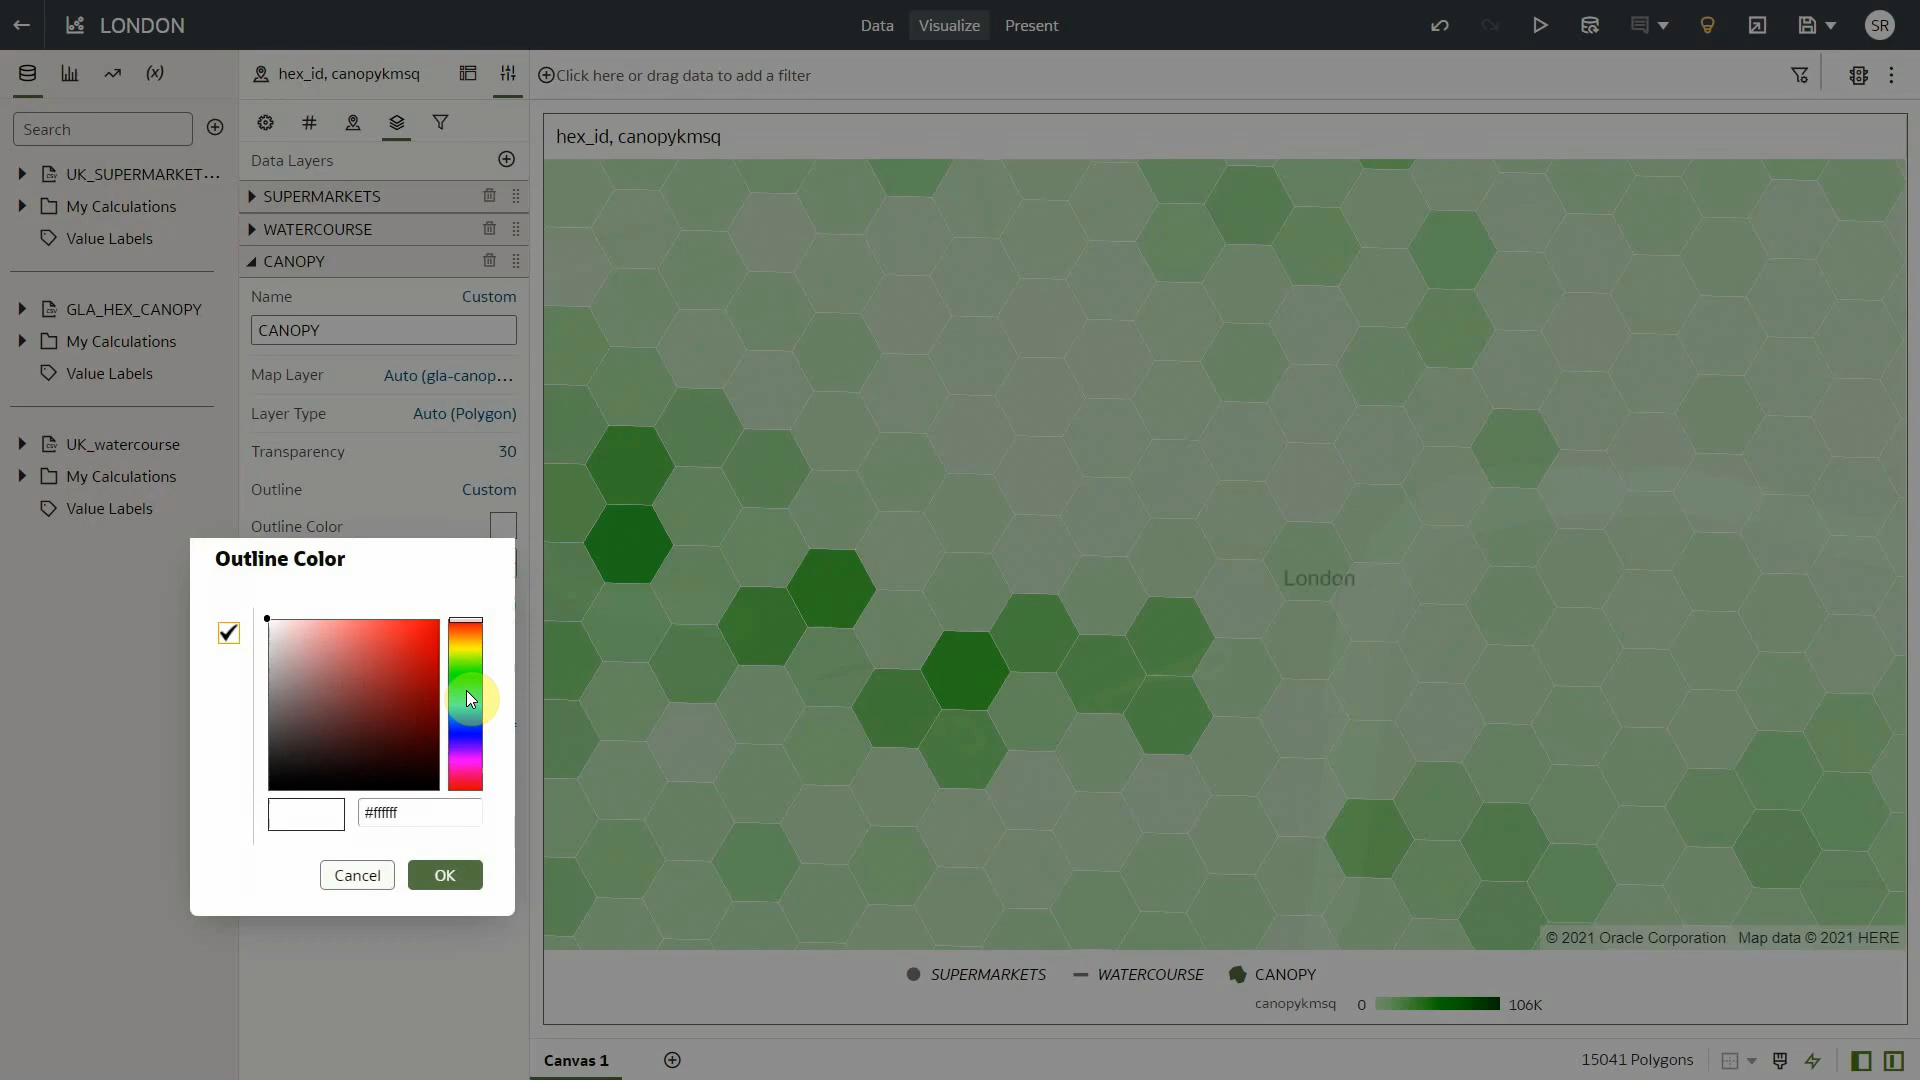 LONDON
Data
Visualize
Present
SR
(x)
hex_id, canopykmsq
Click here or drag data to add a filter
Search
UK_SUPERMARKET...
My Calculations
Value Labels
GLA_HEX_CANOPY
My Calculations
Value Labels
UK_watercourse
My Calculations
Value Labels
Data Layers
SUPERMARKETS
WATERCOURSE
CANOPY
Name
Custom
CANOPY
Map Layer
Auto (gla-canop...
Layer Type
Auto (Polygon)
Transparency
30
Outline
Custom
Outline Color
Outline Color
#ffffff
Cancel
OK
hex_id, canopykmsq
London
© 2021 Oracle Corporation Map data © 2021 HERE
SUPERMARKETS
WATERCOURSE
CANOPY
canopykmsq 0 106K
Canvas 1
15041 Polygons